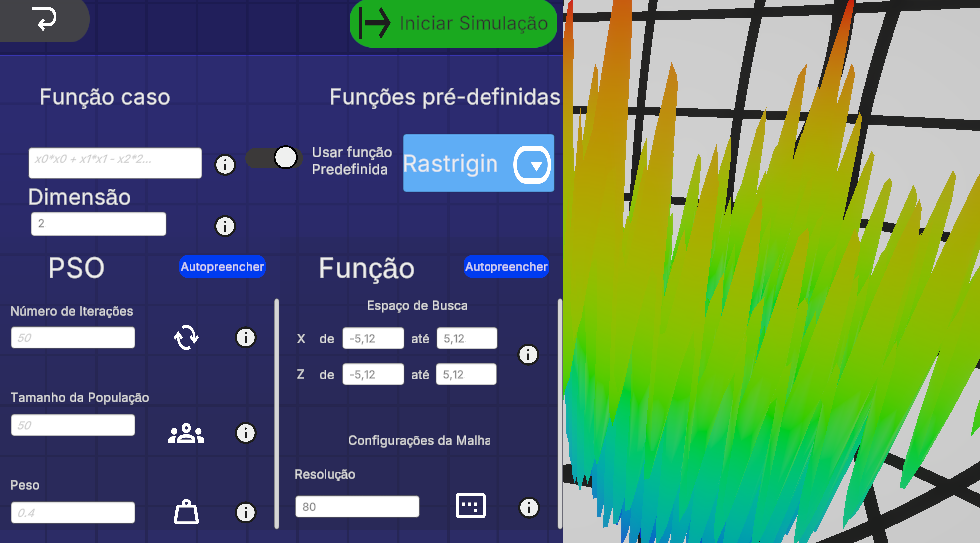 Iniciar Simulação
Função caso
Funções pré-definidas
x0*x0 + x1*x1 - x2*2...
i
Usar função
Predefinida
Rastrigin
Dimensão
2
i
PSO
Autopreencher
Função
Autopreencher
Número de Iterações
50
i
Espaço de Busca
X de -5,12 até 5,12
Z de -5,12 até 5,12
i
Tamanho da População
50
i
Configurações da Malha
Peso
0.4
i
Resolução
80
i